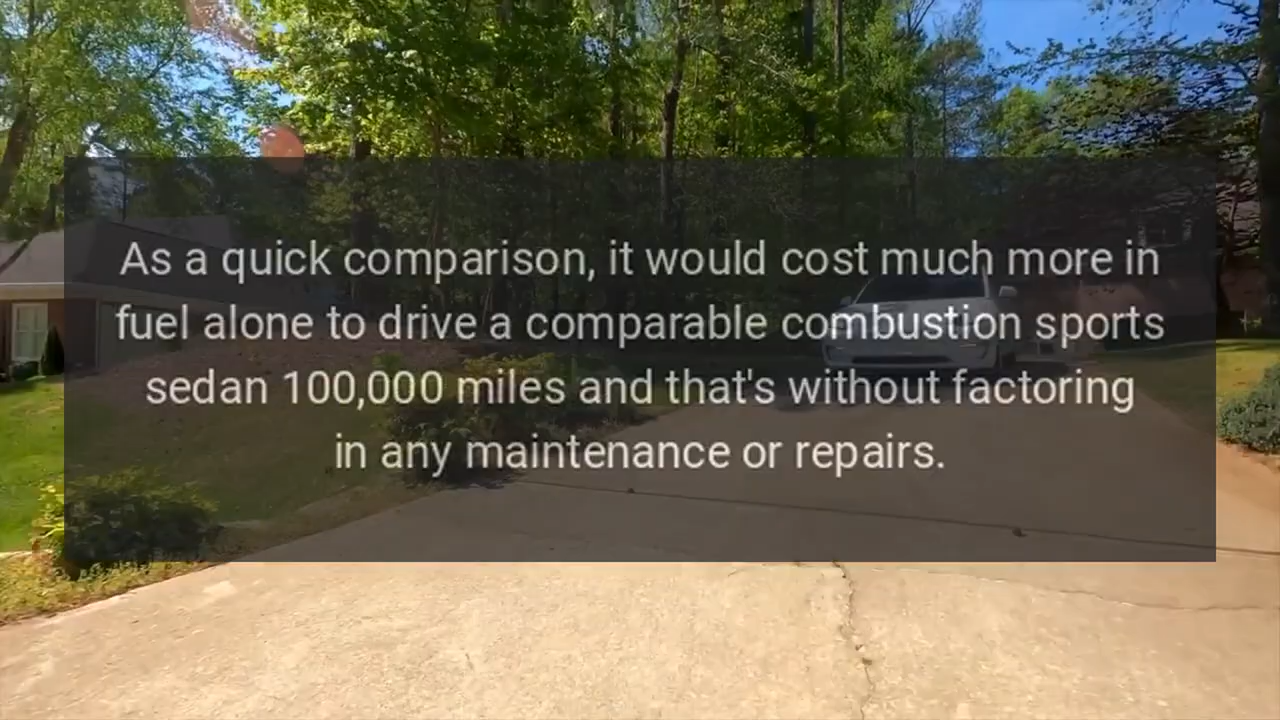 As a quick comparison, it would cost much more in
fuel alone to drive a comparable combustion sports
sedan 100,000 miles and that's without factoring
in any maintenance or repairs.